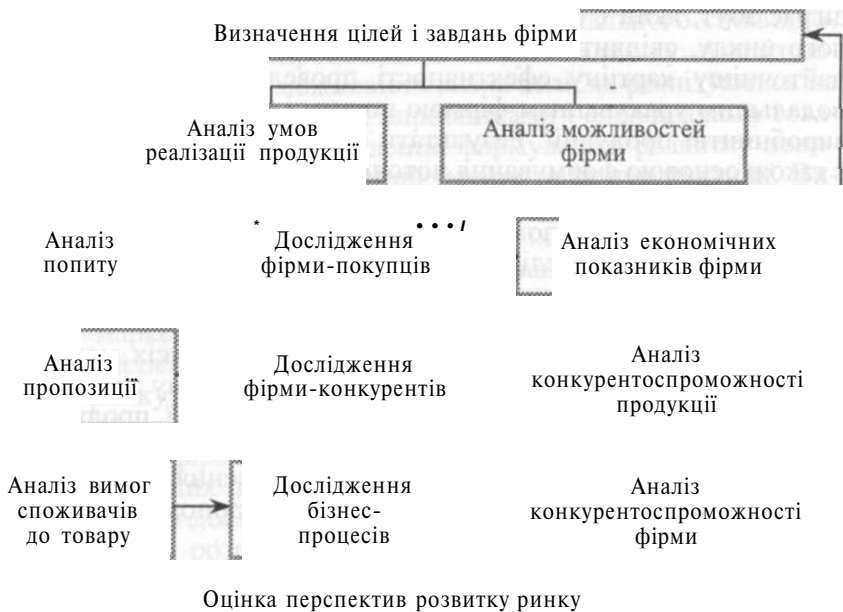 Визначення цілей і завдань фірми
Аналіз умов
реалізації продукції
Аналіз можливостей
фірми
Аналіз
попиту
Дослідження
фірми-покупців
Аналіз економічних
показників фірми
Аналіз
пропозиції
Дослідження
фірми-конкурентів
Аналіз
конкурентоспроможності
продукції
Аналіз вимог
споживачів
до товару
Дослідження
бізнес-
процесів
Аналіз
конкурентоспроможності
фірми
Оцінка перспектив розвитку ринку